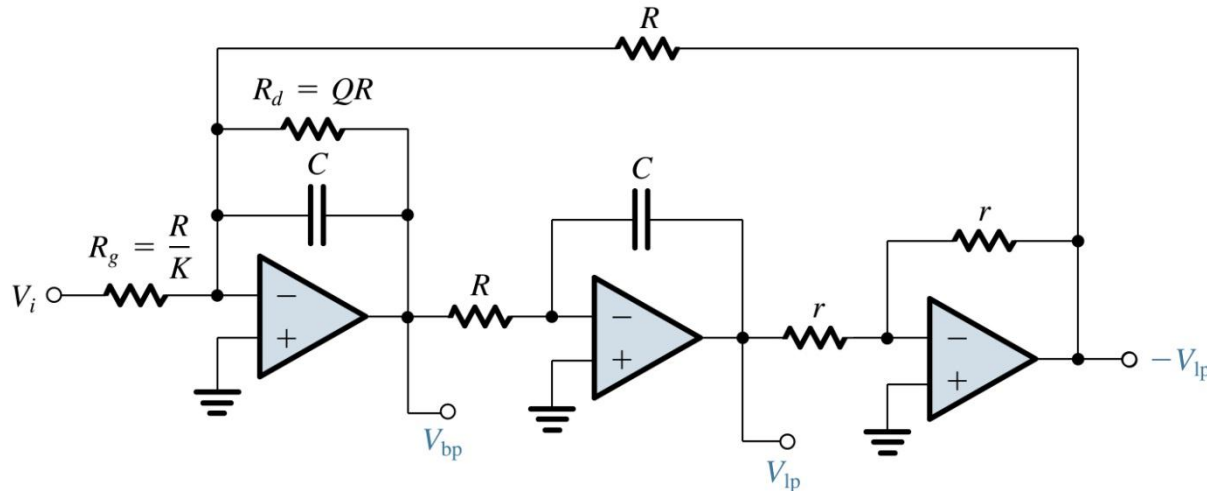 R
R_d = QR
C
C
r
R_g = R/K
V_i
−
+
R
−
+
r
−
+
−V_lp
V_bp
V_lp